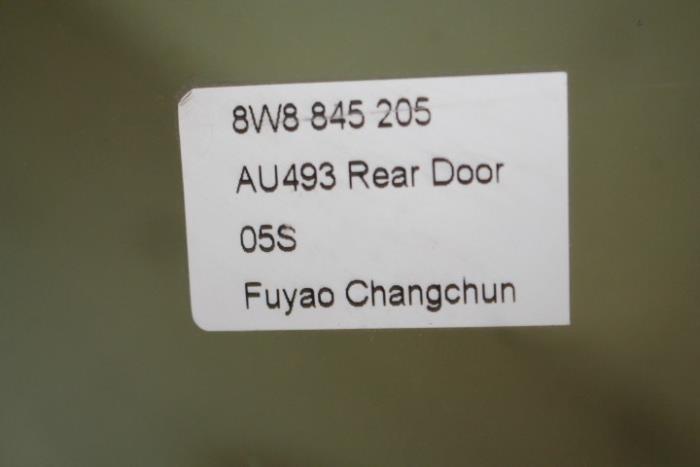 8W8 845 205
AU493 Rear Door
05S
Fuyao Changchun